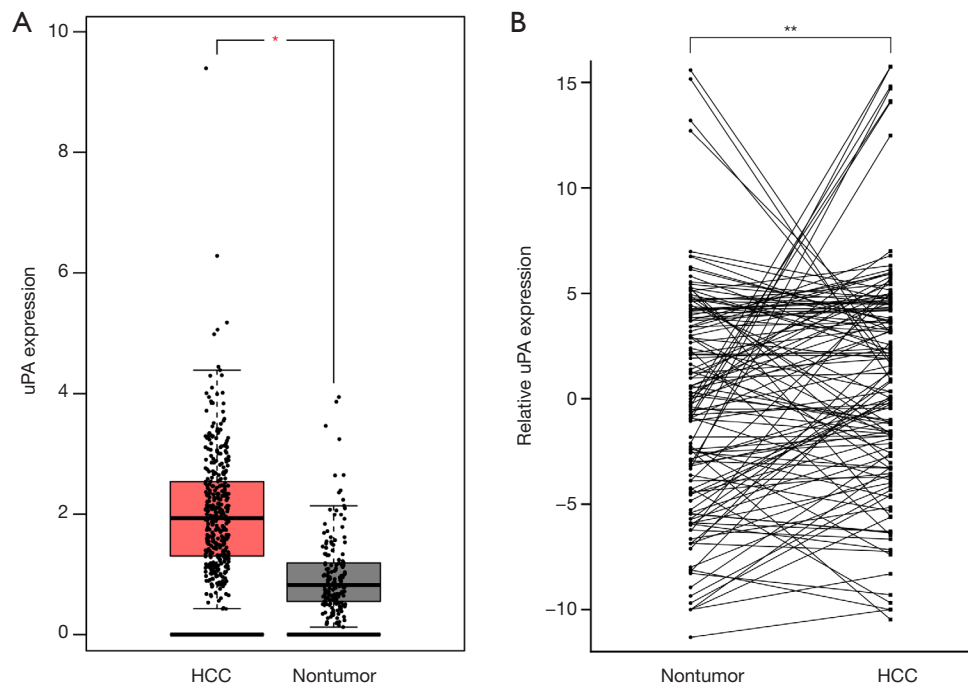 A
uPA expression
10
8
6
4
2
0
*
HCC Nontumor
B
Relative uPA expression
15
10
5
0
−5
−10
**
Nontumor HCC